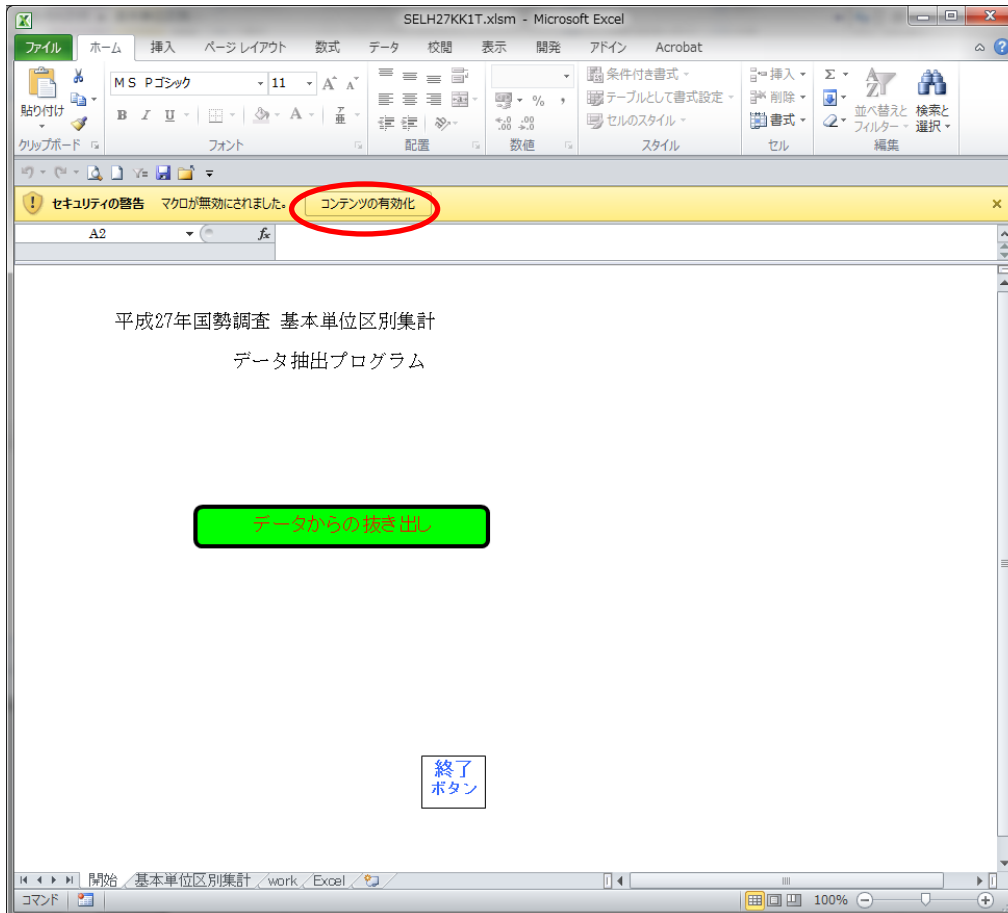 SELH27KK1T.xlsm - Microsoft Excel
ファイル ホーム 挿入 ページ レイアウト 数式 データ 校閲 表示 開発 アドイン Acrobat
貼り付け
ＭＳ Ｐゴシック 11
B I U
A
% ,
条件付き書式
テーブルとして書式設定
セルのスタイル
挿入
削除
書式
Σ
並べ替えと フィルター
検索と 選択
クリップボード フォント 配置 数値 スタイル セル 編集
セキュリティの警告 マクロが無効にされました。 コンテンツの有効化
A2 fx
平成27年国勢調査 基本単位区別集計
データ抽出プログラム
データからの抜き出し
終了
ボタン
開始 基本単位区別集計 work Excel
コマンド 100%